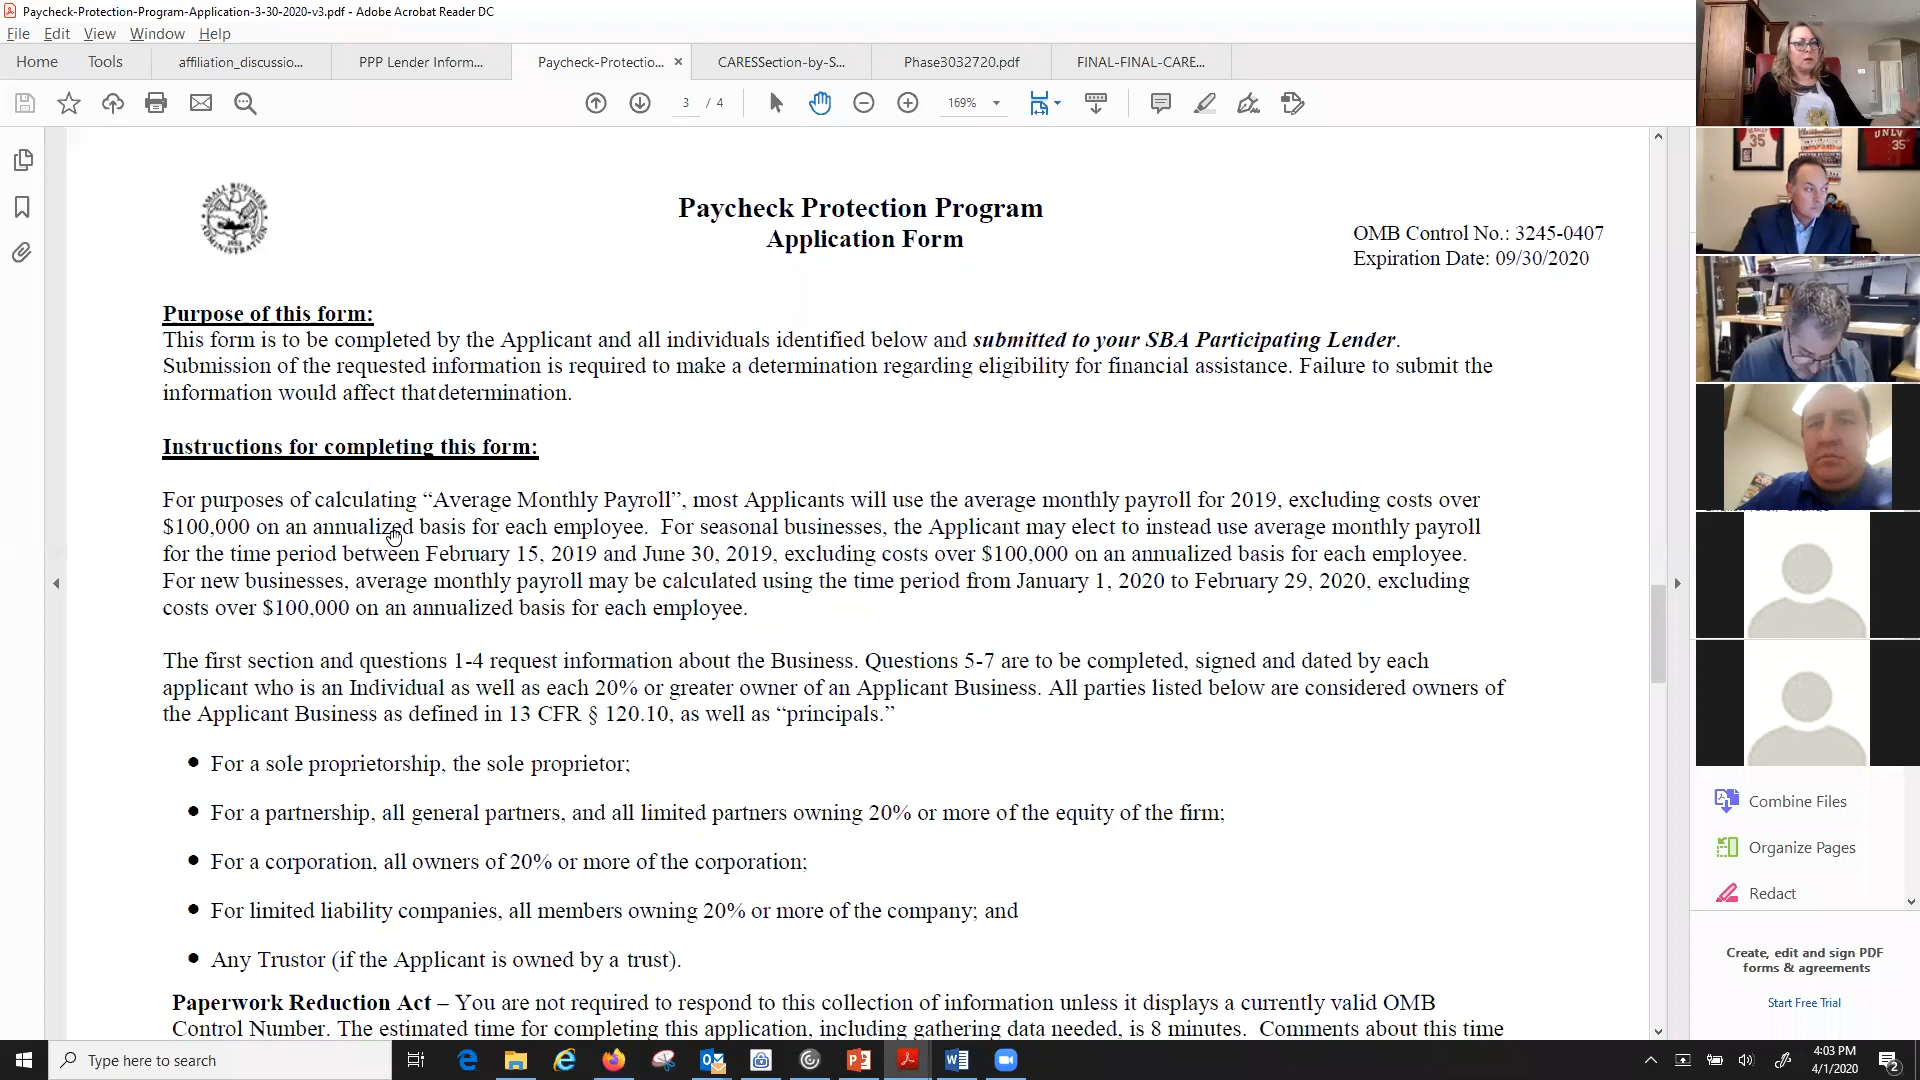 Paycheck-Protection-Program-Application-3-30-2020-v3.pdf - Adobe Acrobat Reader DC
File Edit View Window Help
Home Tools affiliation_discussio... PPP Lender Inform... Paycheck-Protectio... × CARESSection-by-S... Phase3032720.pdf FINAL-FINAL-CARE...
3 / 4 169%
35 UNLV 35
SMALL BUSINESS ADMINISTRATION 1953
Paycheck Protection Program
Application Form
OMB Control No.: 3245-0407
Expiration Date: 09/30/2020
Purpose of this form:
This form is to be completed by the Applicant and all individuals identified below and submitted to your SBA Participating Lender.
Submission of the requested information is required to make a determination regarding eligibility for financial assistance. Failure to submit the
information would affect that determination.
Instructions for completing this form:
For purposes of calculating “Average Monthly Payroll”, most Applicants will use the average monthly payroll for 2019, excluding costs over
$100,000 on an annualized basis for each employee. For seasonal businesses, the Applicant may elect to instead use average monthly payroll
for the time period between February 15, 2019 and June 30, 2019, excluding costs over $100,000 on an annualized basis for each employee.
For new businesses, average monthly payroll may be calculated using the time period from January 1, 2020 to February 29, 2020, excluding
costs over $100,000 on an annualized basis for each employee.
The first section and questions 1-4 request information about the Business. Questions 5-7 are to be completed, signed and dated by each
applicant who is an Individual as well as each 20% or greater owner of an Applicant Business. All parties listed below are considered owners of
the Applicant Business as defined in 13 CFR § 120.10, as well as “principals.”
● For a sole proprietorship, the sole proprietor;
● For a partnership, all general partners, and all limited partners owning 20% or more of the equity of the firm;
● For a corporation, all owners of 20% or more of the corporation;
● For limited liability companies, all members owning 20% or more of the company; and
● Any Trustor (if the Applicant is owned by a trust).
Paperwork Reduction Act – You are not required to respond to this collection of information unless it displays a currently valid OMB
Control Number. The estimated time for completing this application, including gathering data needed, is 8 minutes. Comments about this time
Combine Files
Organize Pages
Redact
Create, edit and sign PDF
forms & agreements
Start Free Trial
Type here to search
4:03 PM
4/1/2020
2